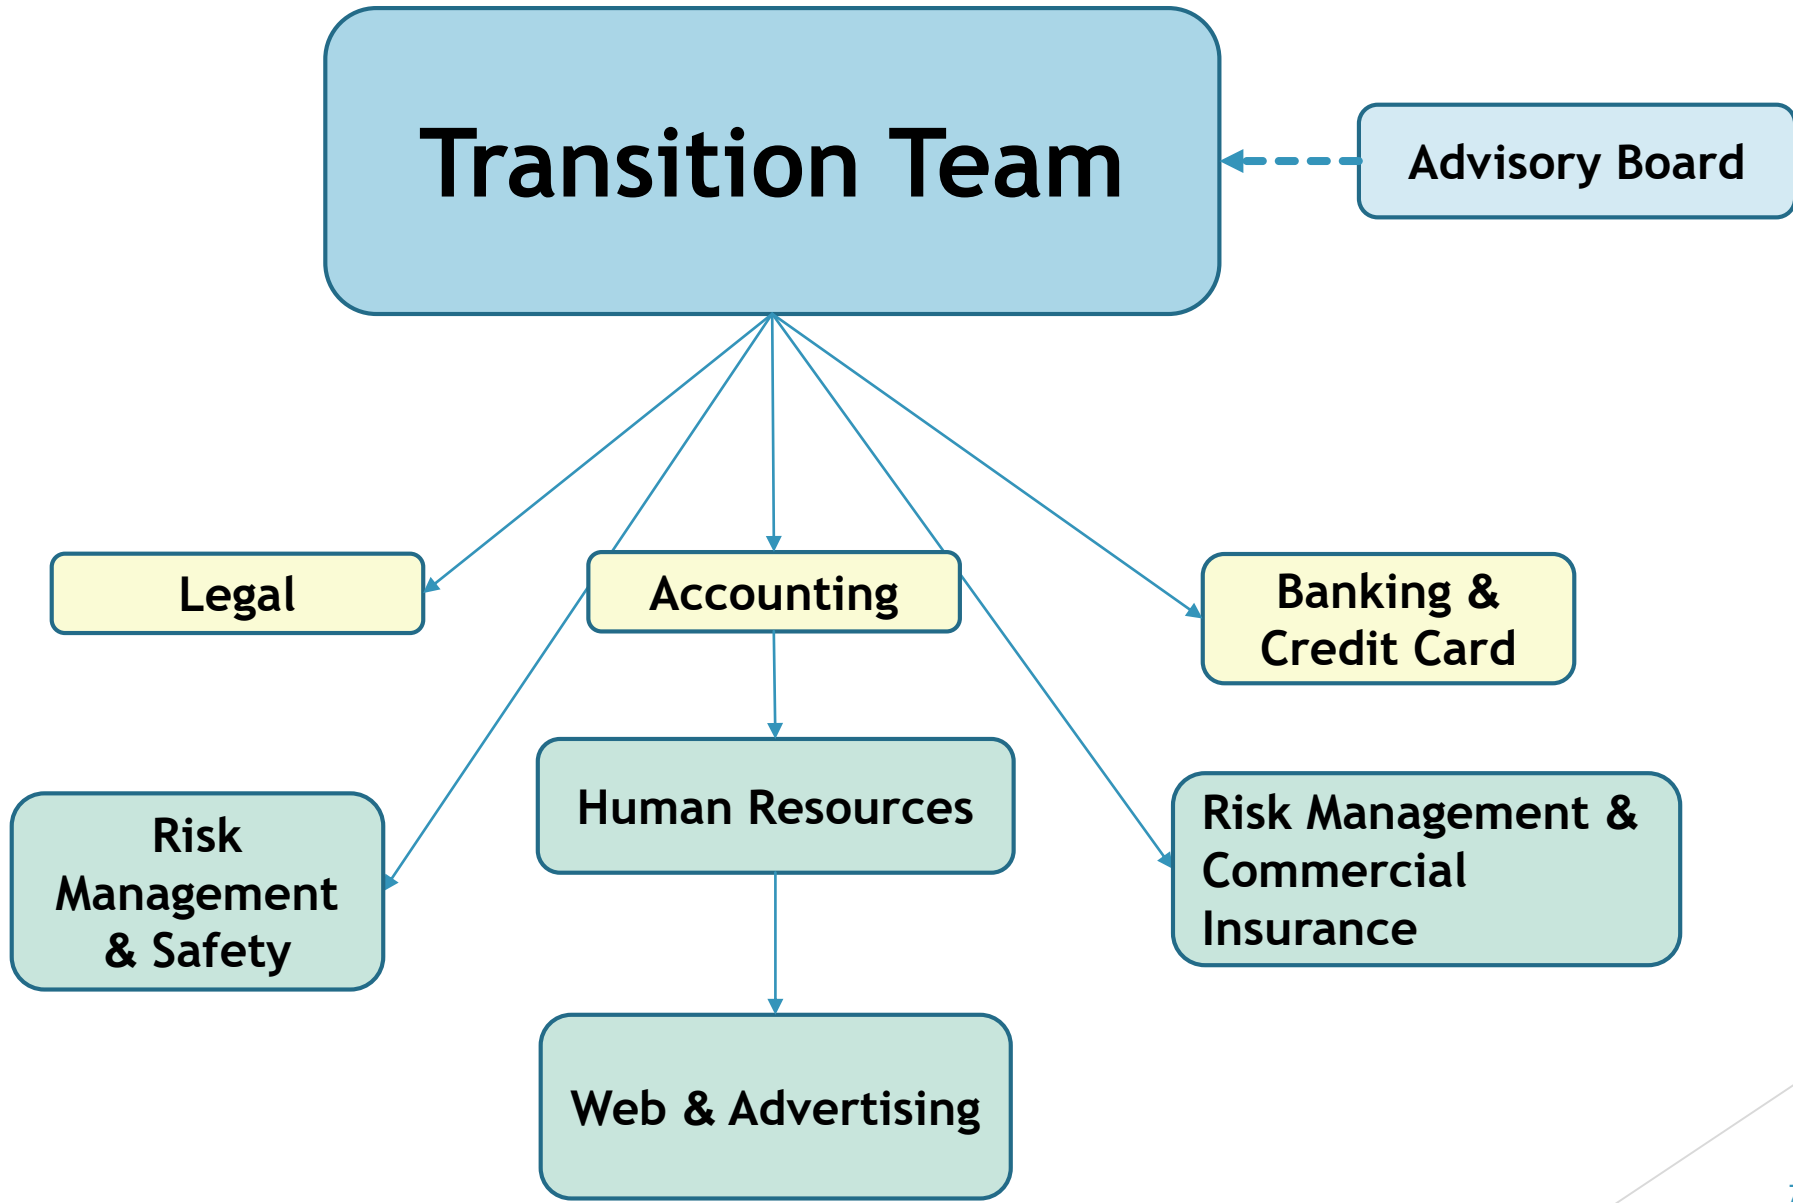 Transition Team
Advisory Board
Legal
Accounting
Banking &
Credit Card
Human Resources
Risk
Management
& Safety
Risk Management &
Commercial
Insurance
Web & Advertising